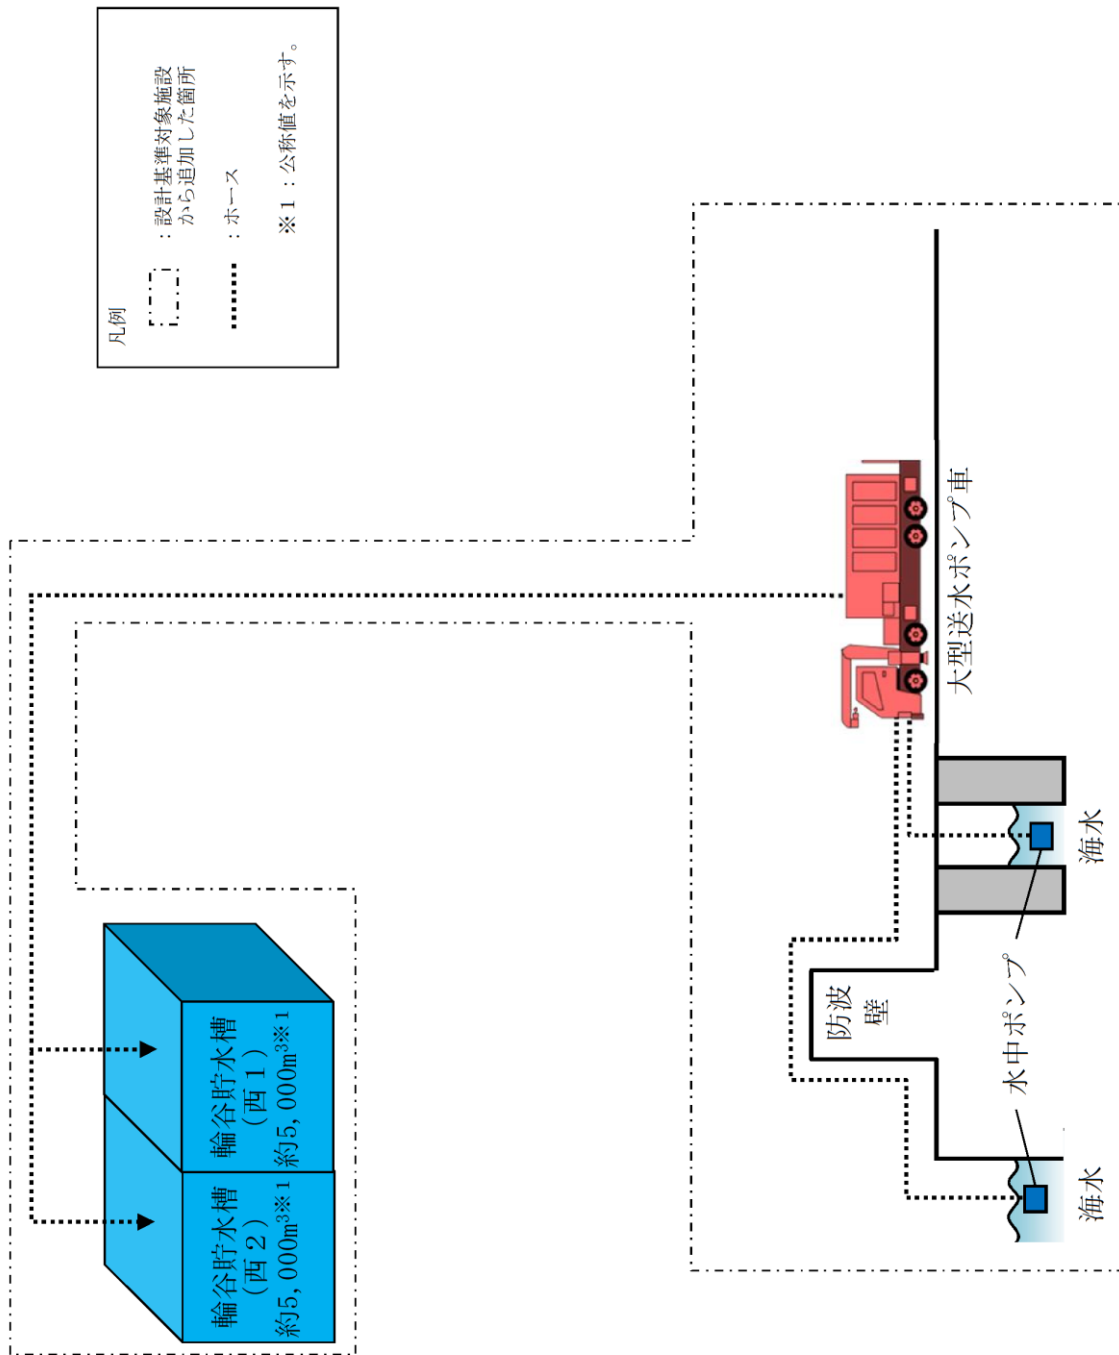 凡例
：設計基準対象施設
から追加した箇所
：ホース
※１：公称値を示す。
輪谷貯水槽
（西２）
約5,000m³※１
輪谷貯水槽
（西１）
約5,000m³※１
防波
壁
大型送水ポンプ車
水中ポンプ
海水
海水